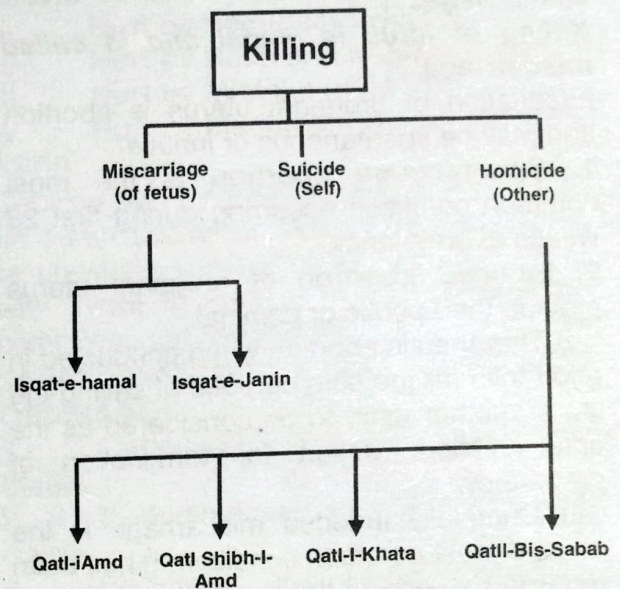 Killing
Miscarriage
(of fetus)
Suicide
(Self)
Homicide
(Other)
Isqat-e-hamal
Isqat-e-Janin
Qatl-iAmd
Qatl Shibh-I-
Amd
Qatl-I-Khata
Qatll-Bis-Sabab